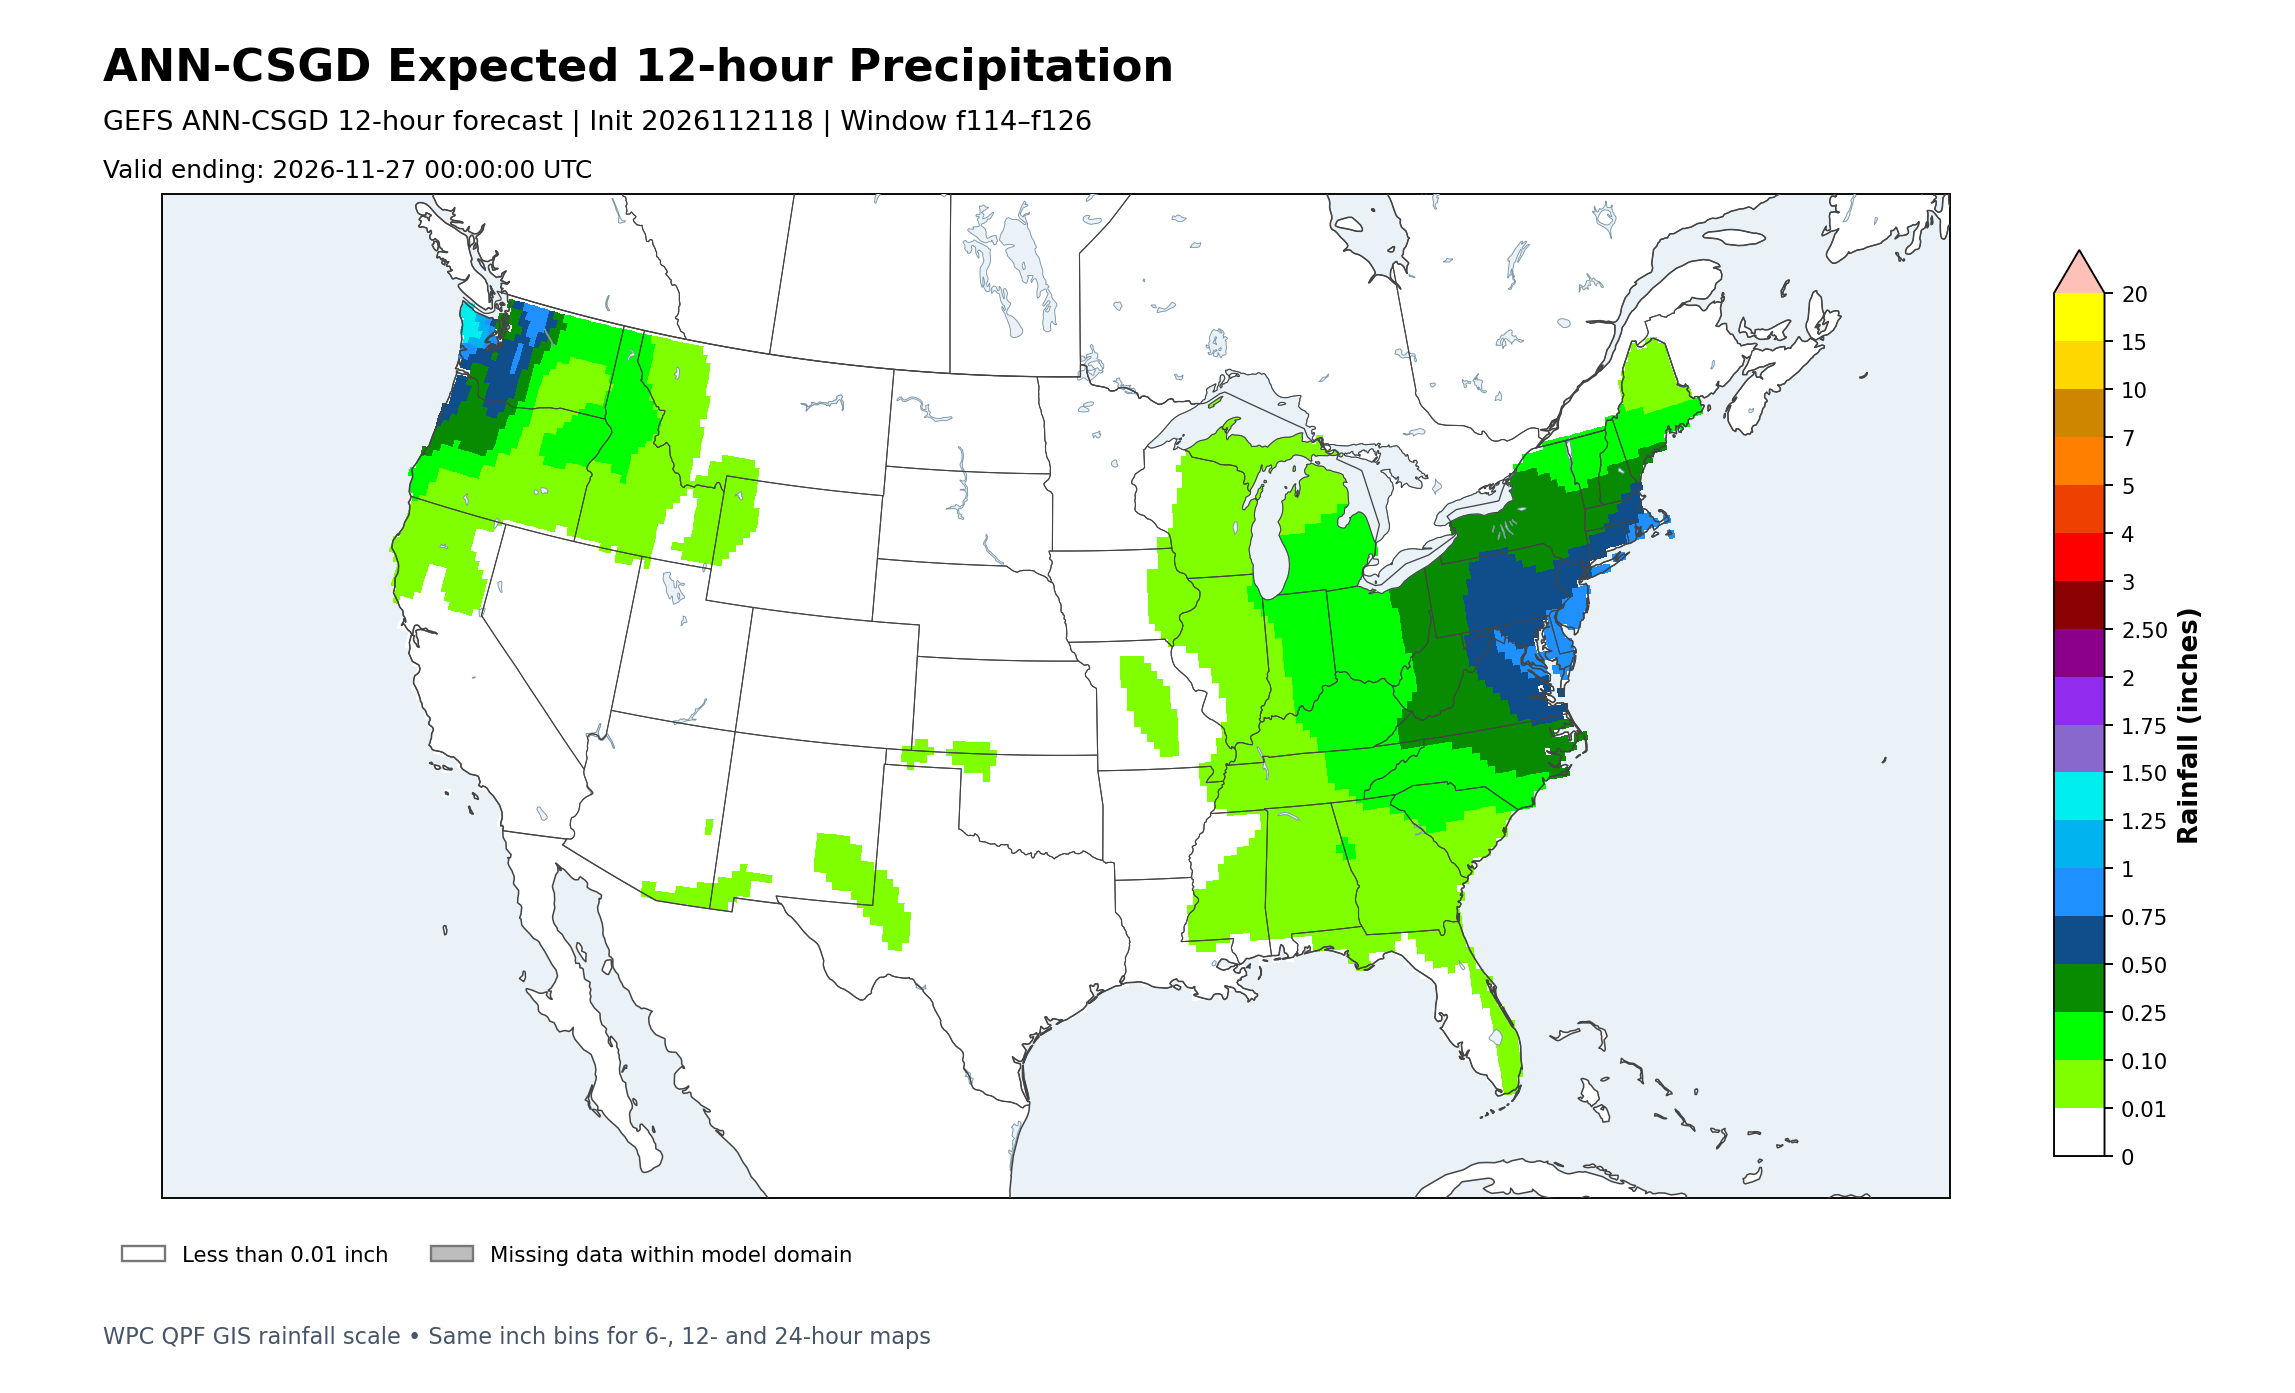 ANN-CSGD Expected 12-hour Precipitation
GEFS ANN-CSGD 12-hour forecast | Init 2026112118 | Window f114–f126
Valid ending: 2026-11-27 00:00:00 UTC
20
15
10
7
5
4
3
2.50
2
1.75
1.50
1.25
1
0.75
0.50
0.25
0.10
0.01
0
Rainfall (inches)
Less than 0.01 inch
Missing data within model domain
WPC QPF GIS rainfall scale • Same inch bins for 6-, 12- and 24-hour maps